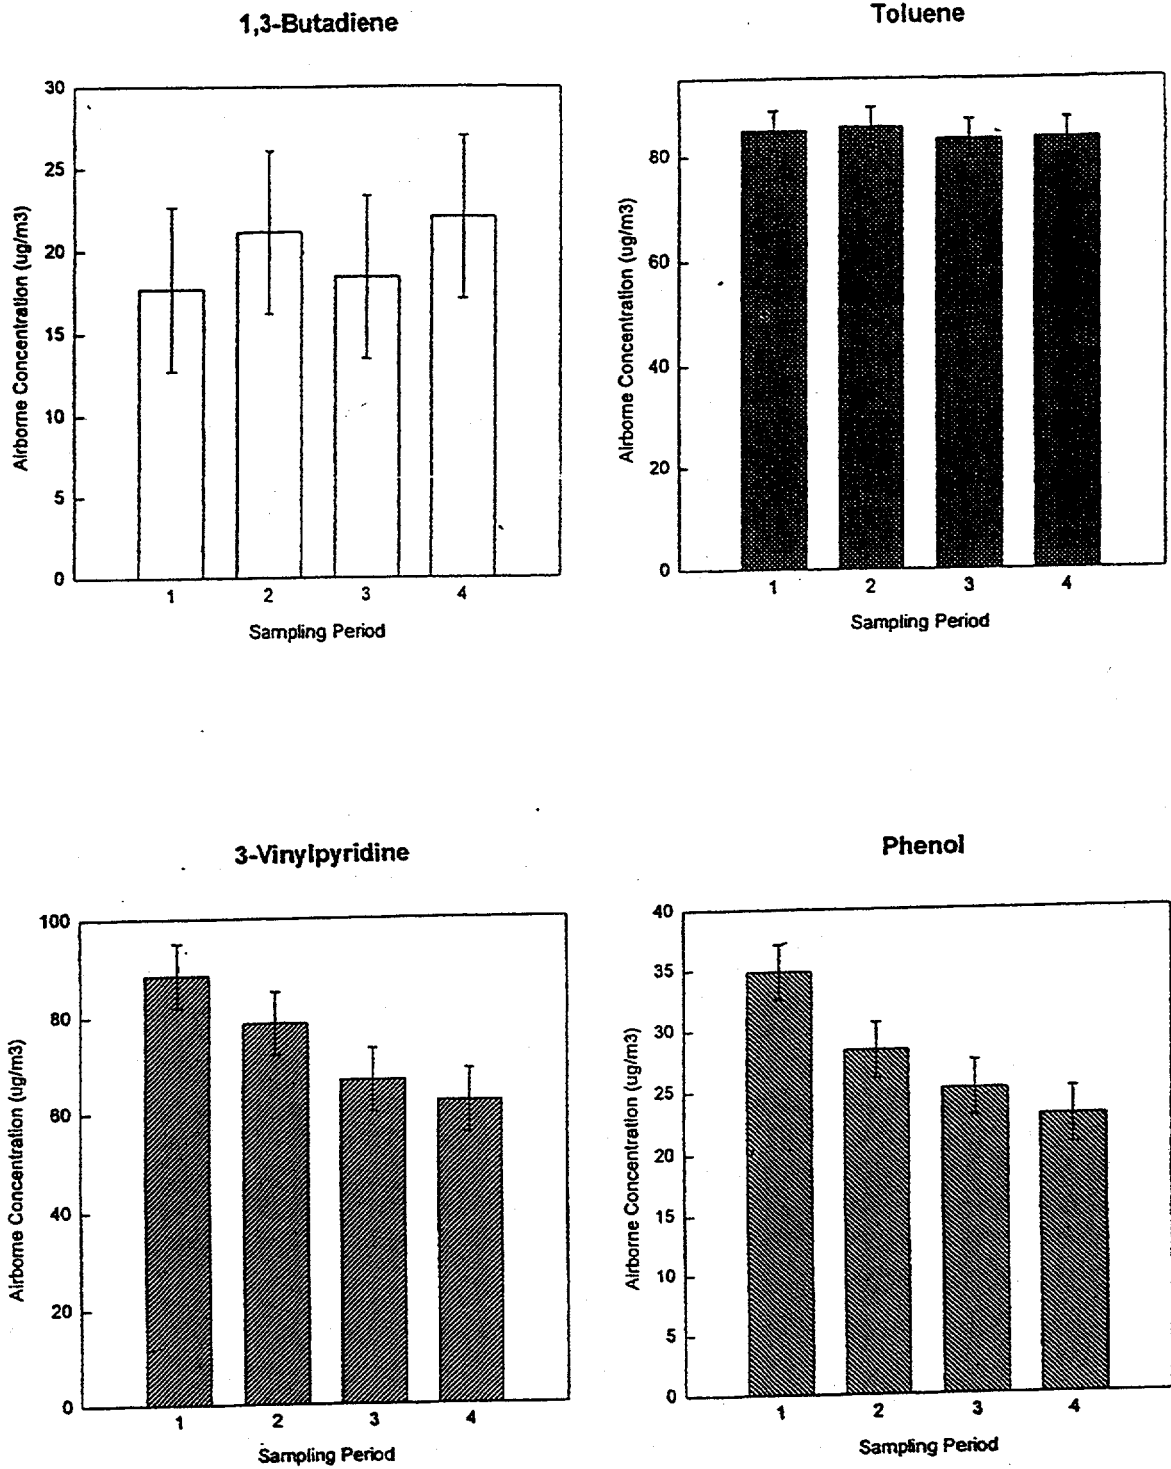 1,3-Butadiene
Airborne Concentration (ug/m3)
30
25
20
15
10
5
0
1 2 3 4
Sampling Period
Toluene
Airborne Concentration (ug/m3)
80
60
40
20
0
1 2 3 4
Sampling Period
3-Vinylpyridine
Airborne Concentration (ug/m3)
100
80
60
40
20
0
1 2 3 4
Sampling Period
Phenol
Airborne Concentration (ug/m3)
40
35
30
25
20
15
10
5
0
1 2 3 4
Sampling Period